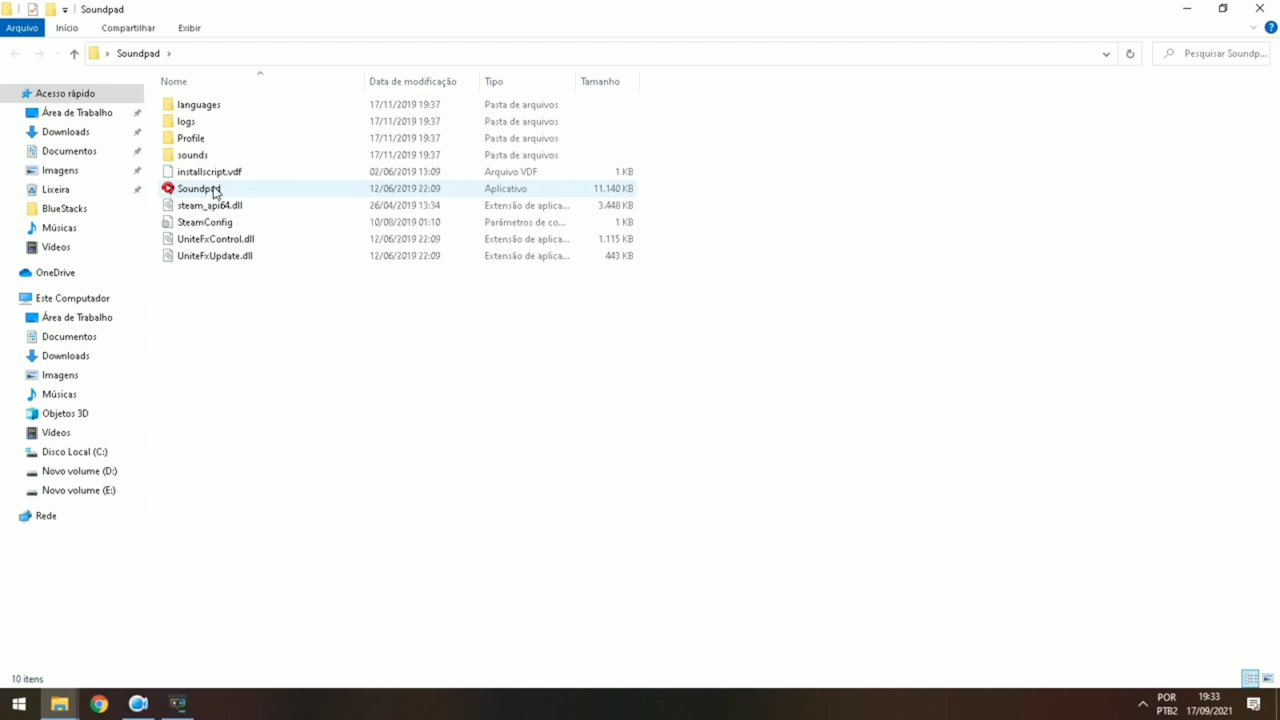 Soundpad
Arquivo Início Compartilhar Exibir
Soundpad
Pesquisar Soundp...
Nome Data de modificação Tipo Tamanho
languages 17/11/2019 19:37 Pasta de arquivos
logs 17/11/2019 19:37 Pasta de arquivos
Profile 17/11/2019 19:37 Pasta de arquivos
sounds 17/11/2019 19:37 Pasta de arquivos
installscript.vdf 02/06/2019 13:09 Arquivo VDF 1 KB
Soundpad 12/06/2019 22:09 Aplicativo 11.140 KB
steam_api64.dll 26/04/2019 13:34 Extensão de aplica... 3.448 KB
SteamConfig 10/08/2019 01:10 Parâmetros de co... 1 KB
UniteFxControl.dll 12/06/2019 22:09 Extensão de aplica... 1.115 KB
UniteFxUpdate.dll 12/06/2019 22:09 Extensão de aplica... 443 KB
Acesso rápido
Área de Trabalho
Downloads
Documentos
Imagens
Lixeira
BlueStacks
Músicas
Vídeos
OneDrive
Este Computador
Área de Trabalho
Documentos
Downloads
Imagens
Músicas
Objetos 3D
Vídeos
Disco Local (C:)
Novo volume (D:)
Novo volume (E:)
Rede
10 itens
POR 19:33
PTB2 17/09/2021